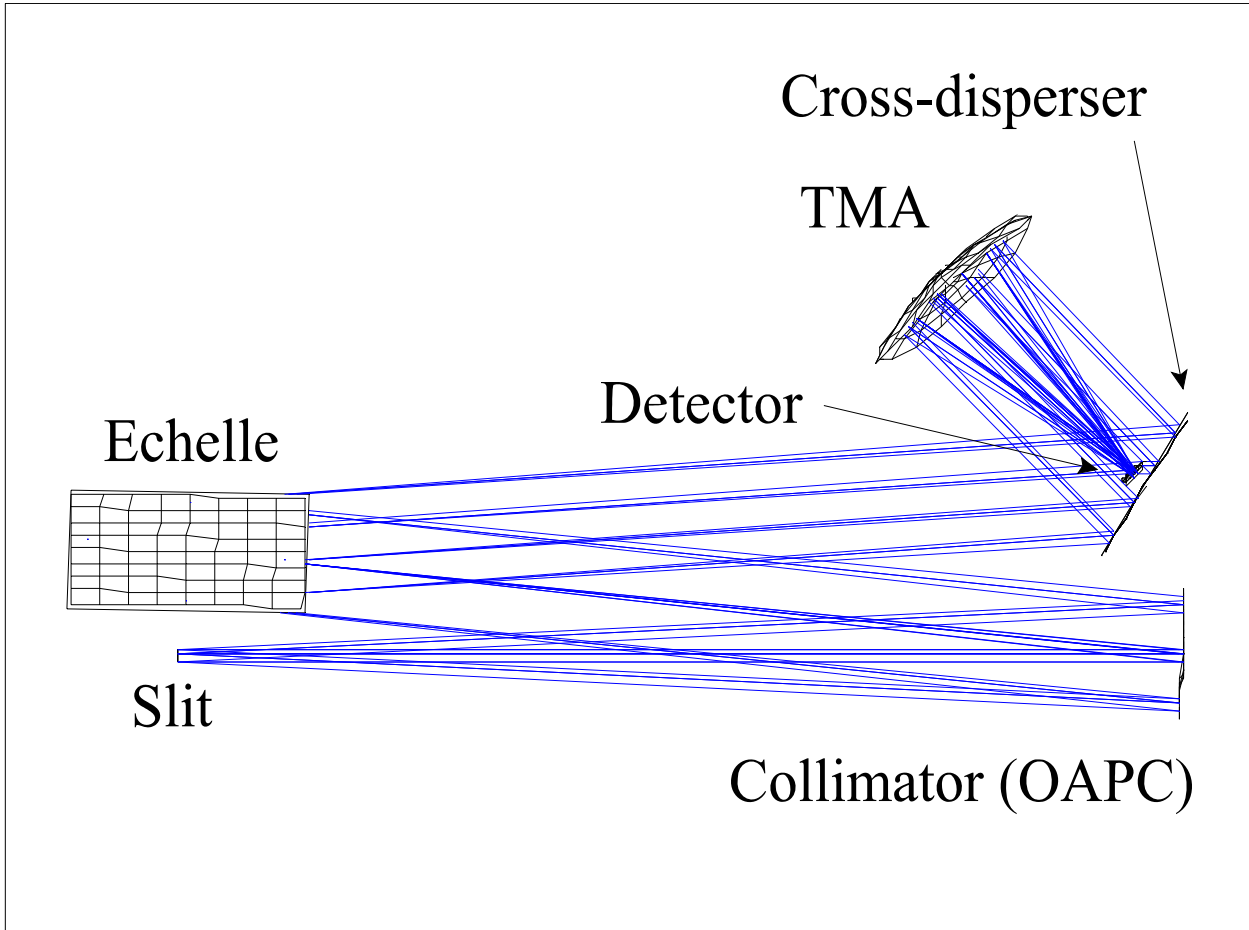 Cross-disperser
TMA
Detector
Echelle
Slit
Collimator (OAPC)